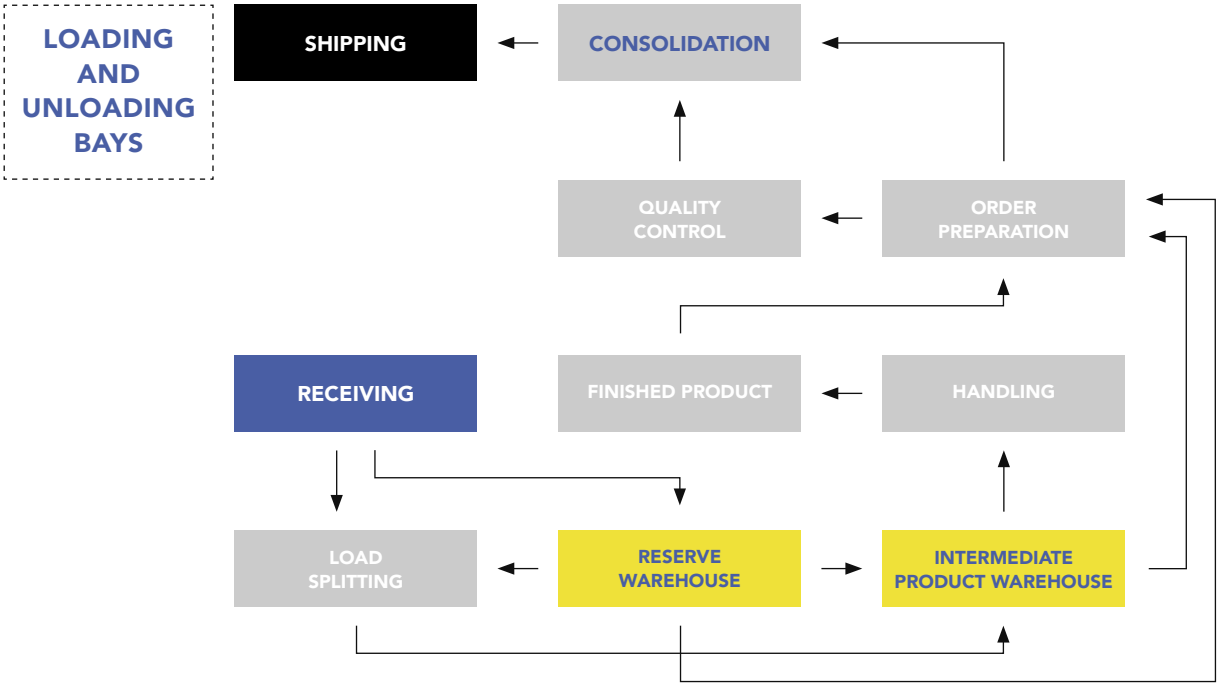 LOADING
AND
UNLOADING
BAYS
SHIPPING
CONSOLIDATION
QUALITY
CONTROL
ORDER
PREPARATION
RECEIVING
FINISHED PRODUCT
HANDLING
LOAD
SPLITTING
RESERVE
WAREHOUSE
INTERMEDIATE
PRODUCT WAREHOUSE